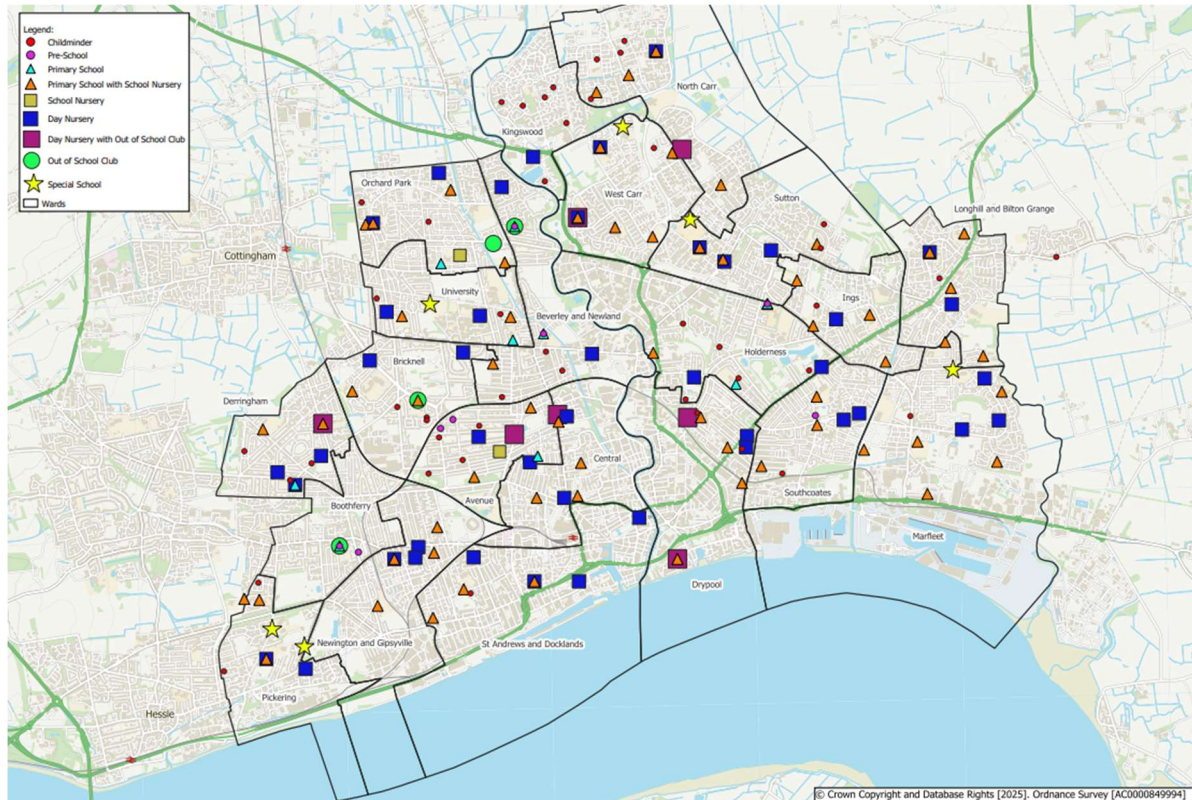 Legend:
Childminder
Pre-School
Primary School
Primary School with School Nursery
School Nursery
Day Nursery
Day Nursery with Out of School Club
Out of School Club
Special School
Wards
North Carr
Kingswood
Orchard Park
West Carr
Sutton
Longhill and Bilton Grange
Cottingham
University
Ings
Beverley and Newland
Holderness
Bricknell
Derringham
Central
Avenue
Southcoates
Boothferry
Marfleet
Drypool
Newington and Gipsyville
St Andrews and Docklands
Pickering
Hessle
© Crown Copyright and Database Rights [2025]. Ordnance Survey [AC0000849994]